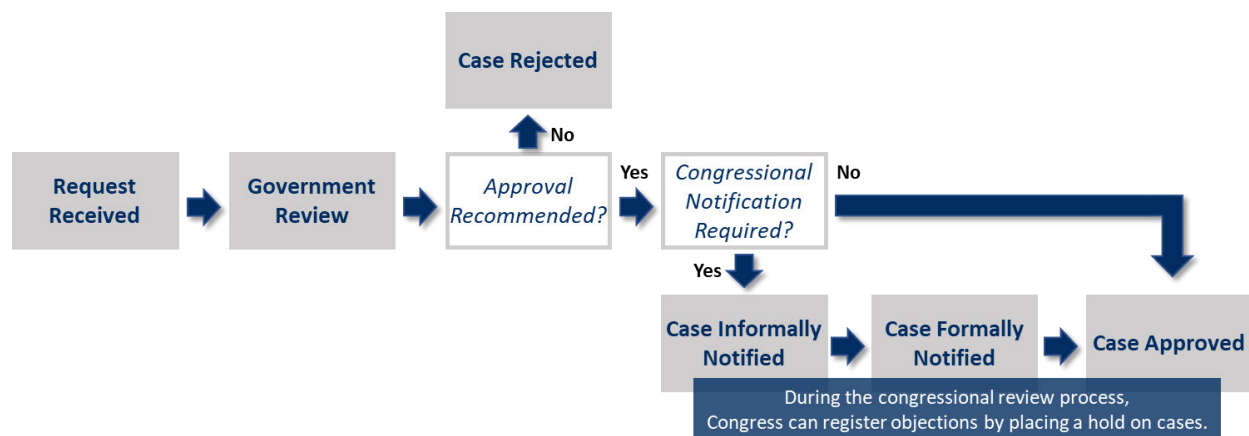 Case Rejected
No
Request
Received
Government
Review
Approval
Recommended?
Yes
Congressional
Notification
Required?
No
Yes
Case Informally
Notified
Case Formally
Notified
Case Approved
During the congressional review process,
Congress can register objections by placing a hold on cases.